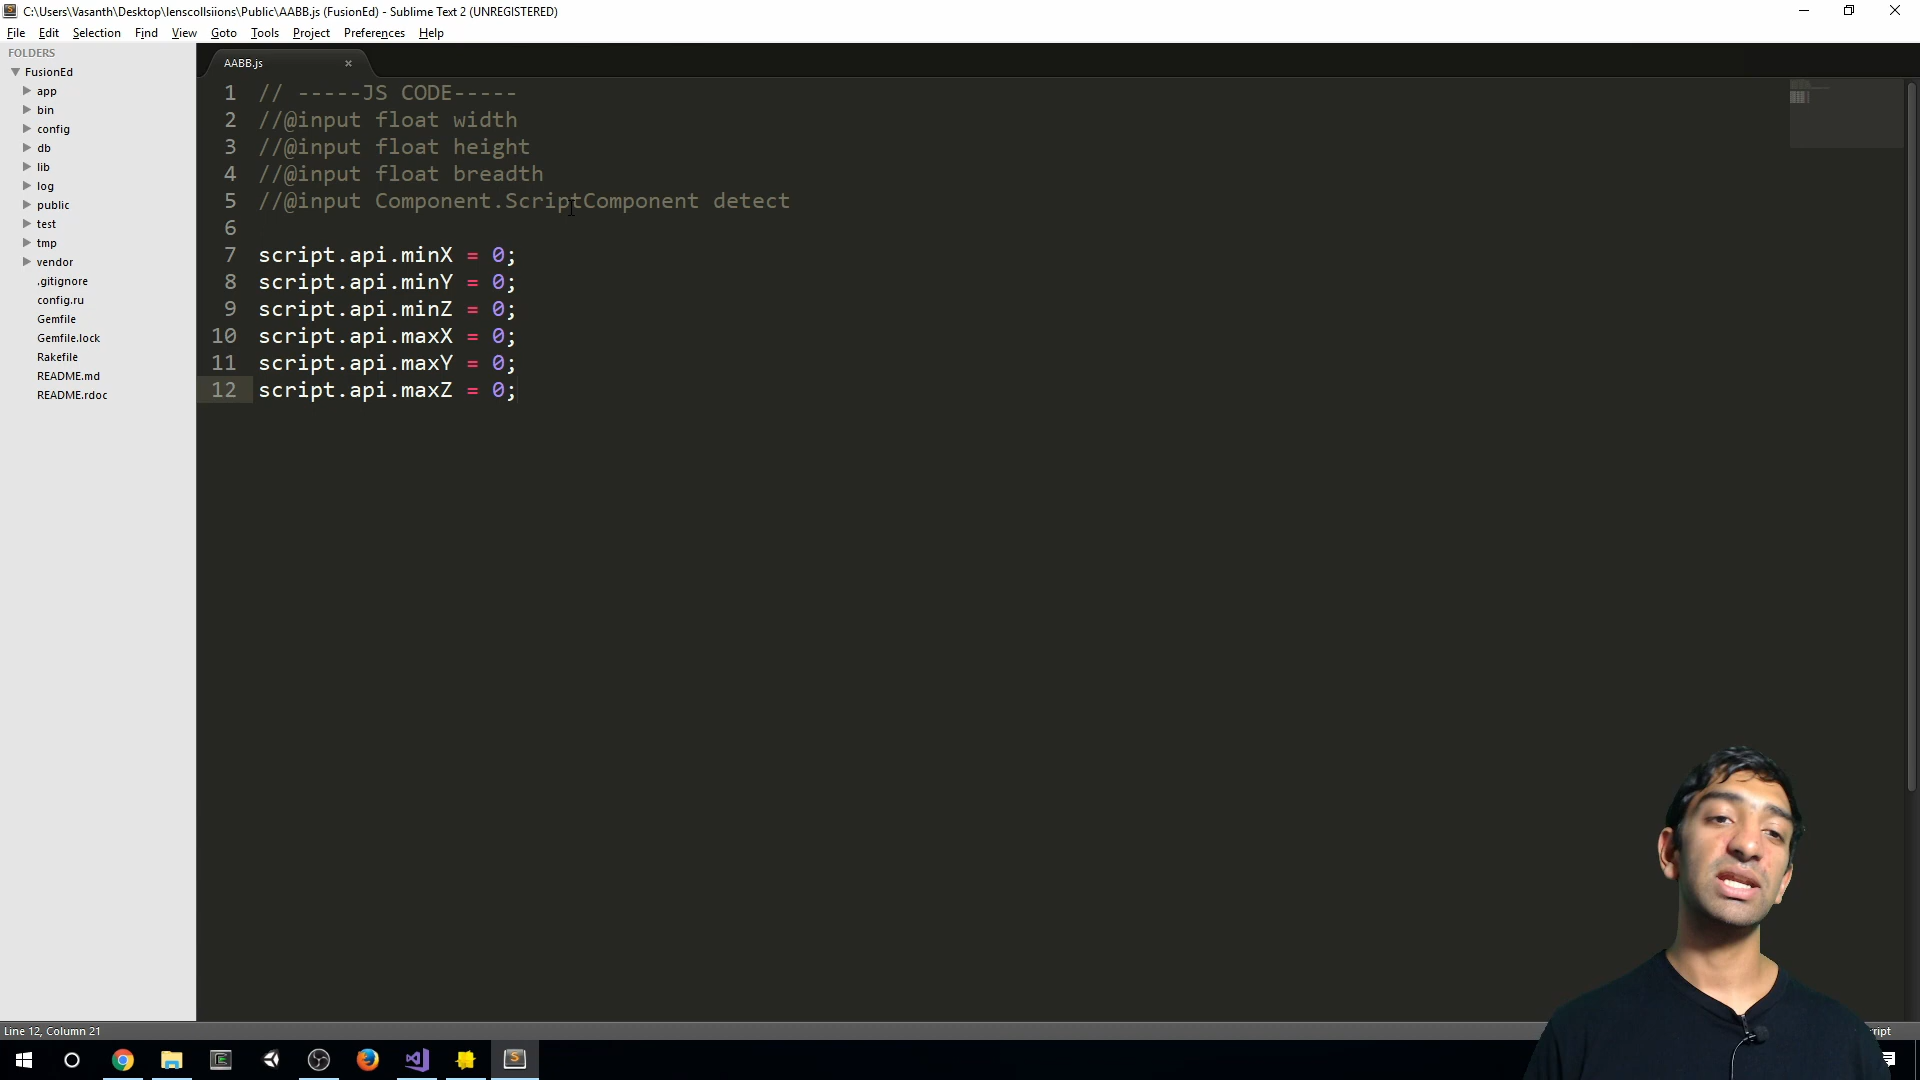 C:\Users\Vasanth\Desktop\lenscollsiions\Public\AABB.js (FusionEd) - Sublime Text 2 (UNREGISTERED)
File Edit Selection Find View Goto Tools Project Preferences Help
FOLDERS
FusionEd
app
bin
config
db
lib
log
public
test
tmp
vendor
.gitignore
config.ru
Gemfile
Gemfile.lock
Rakefile
README.md
README.rdoc
AABB.js
1 // -----JS CODE-----
2 //@input float width
3 //@input float height
4 //@input float breadth
5 //@input Component.ScriptComponent detect
6
7 script.api.minX = 0;
8 script.api.minY = 0;
9 script.api.minZ = 0;
10 script.api.maxX = 0;
11 script.api.maxY = 0;
12 script.api.maxZ = 0;
Line 12, Column 21
ript